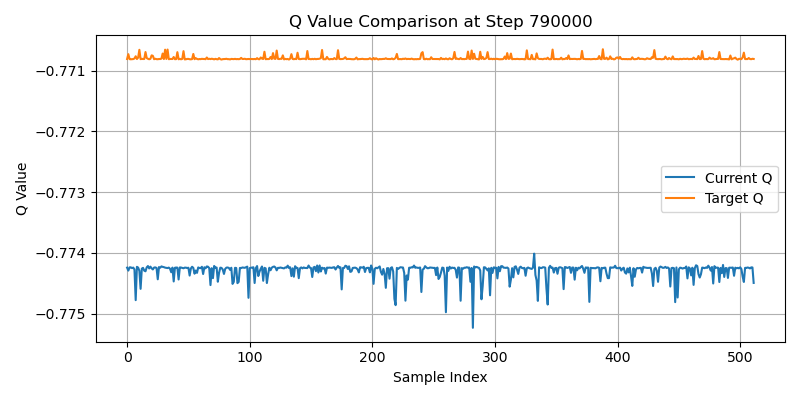 Q Value Comparison at Step 790000
Q Value
−0.771
−0.772
−0.773
−0.774
−0.775
Current Q
Target Q
0
100
200
300
400
500
Sample Index